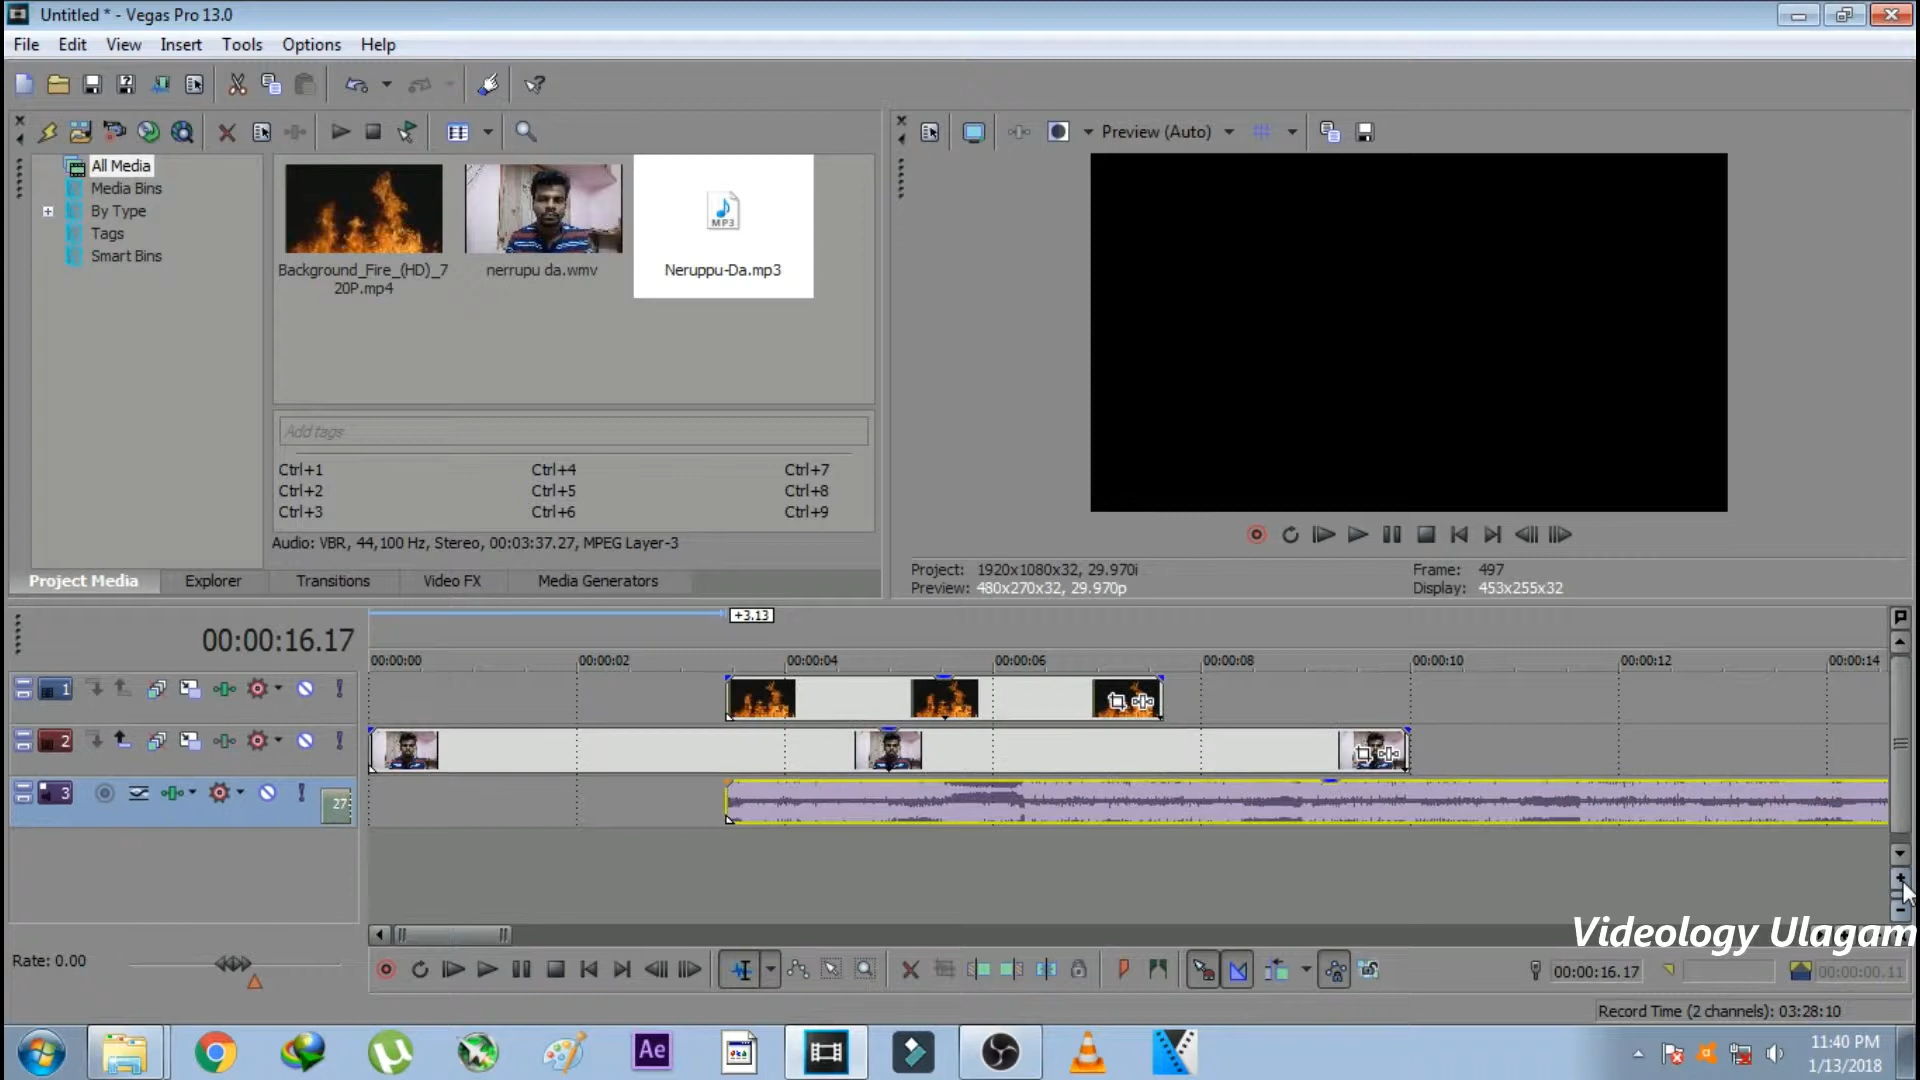 Untitled * - Vegas Pro 13.0
File Edit View Insert Tools Options Help
Preview (Auto)
All Media
Media Bins
By Type
Tags
Smart Bins
MP3
Background_Fire_(HD)_7
20P.mp4
nerrupu da.wmv
Neruppu-Da.mp3
Add tags
Ctrl+1 Ctrl+4 Ctrl+7
Ctrl+2 Ctrl+5 Ctrl+8
Ctrl+3 Ctrl+6 Ctrl+9
Audio: VBR, 44,100 Hz, Stereo, 00:03:37.27, MPEG Layer-3
Project Media Explorer Transitions Video FX Media Generators
Project: 1920x1080x32, 29.970i Frame: 497
Preview: 480x270x32, 29.970p Display: 453x255x32
+3.13
00:00:16.17
00:00:00 00:00:02 00:00:04 00:00:06 00:00:08 00:00:10 00:00:12 00:00:14
1
2
3
27
Videology Ulagam
Rate: 0.00
00:00:16.17
00:00:00.11
Record Time (2 channels): 03:28:10
Ae
11:40 PM
1/13/2018